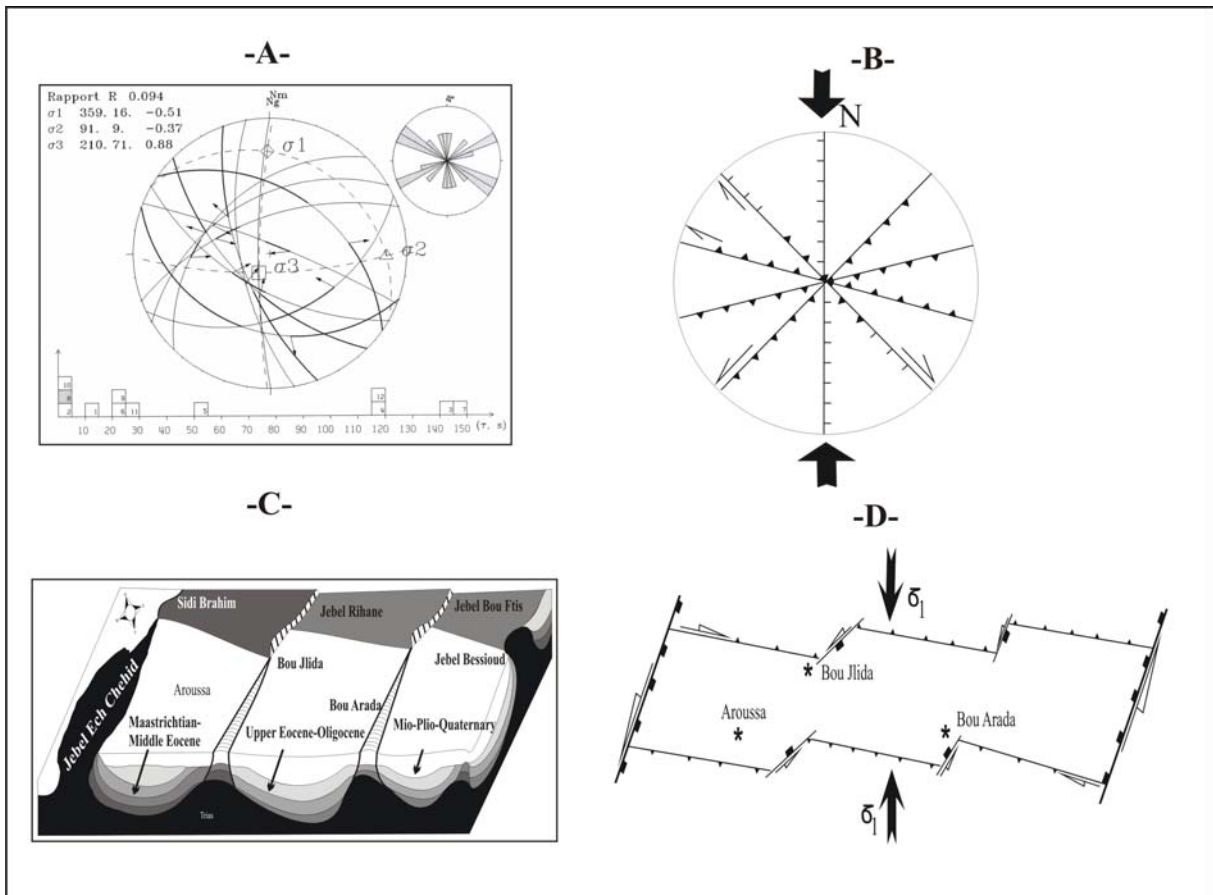 -A-
Rapport R 0.094
σ1 359. 16. -0.51
σ2 91. 9. -0.37
σ3 210. 71. 0.88
Nm
Ng
σ1
σ2
σ3
10
8
2
1
9
6
11
5
12
4
3
7
10 20 30 40 50 60 70 80 90 100 110 120 130 140 150 (τ, s)
-B-
N
-C-
Sidi Brahim
Jebel Rihane
Jebel Bou Ftis
Jebel Ech Chehid
Bou Jlida
Jebel Bessioud
Aroussa
Bou Arada
Maastrichtian-
Middle Eocene
Upper Eocene-Oligocene
Mio-Plio-Quaternary
Trias
-D-
δ1
* Bou Jlida
Aroussa
*
Bou Arada
*
δ1